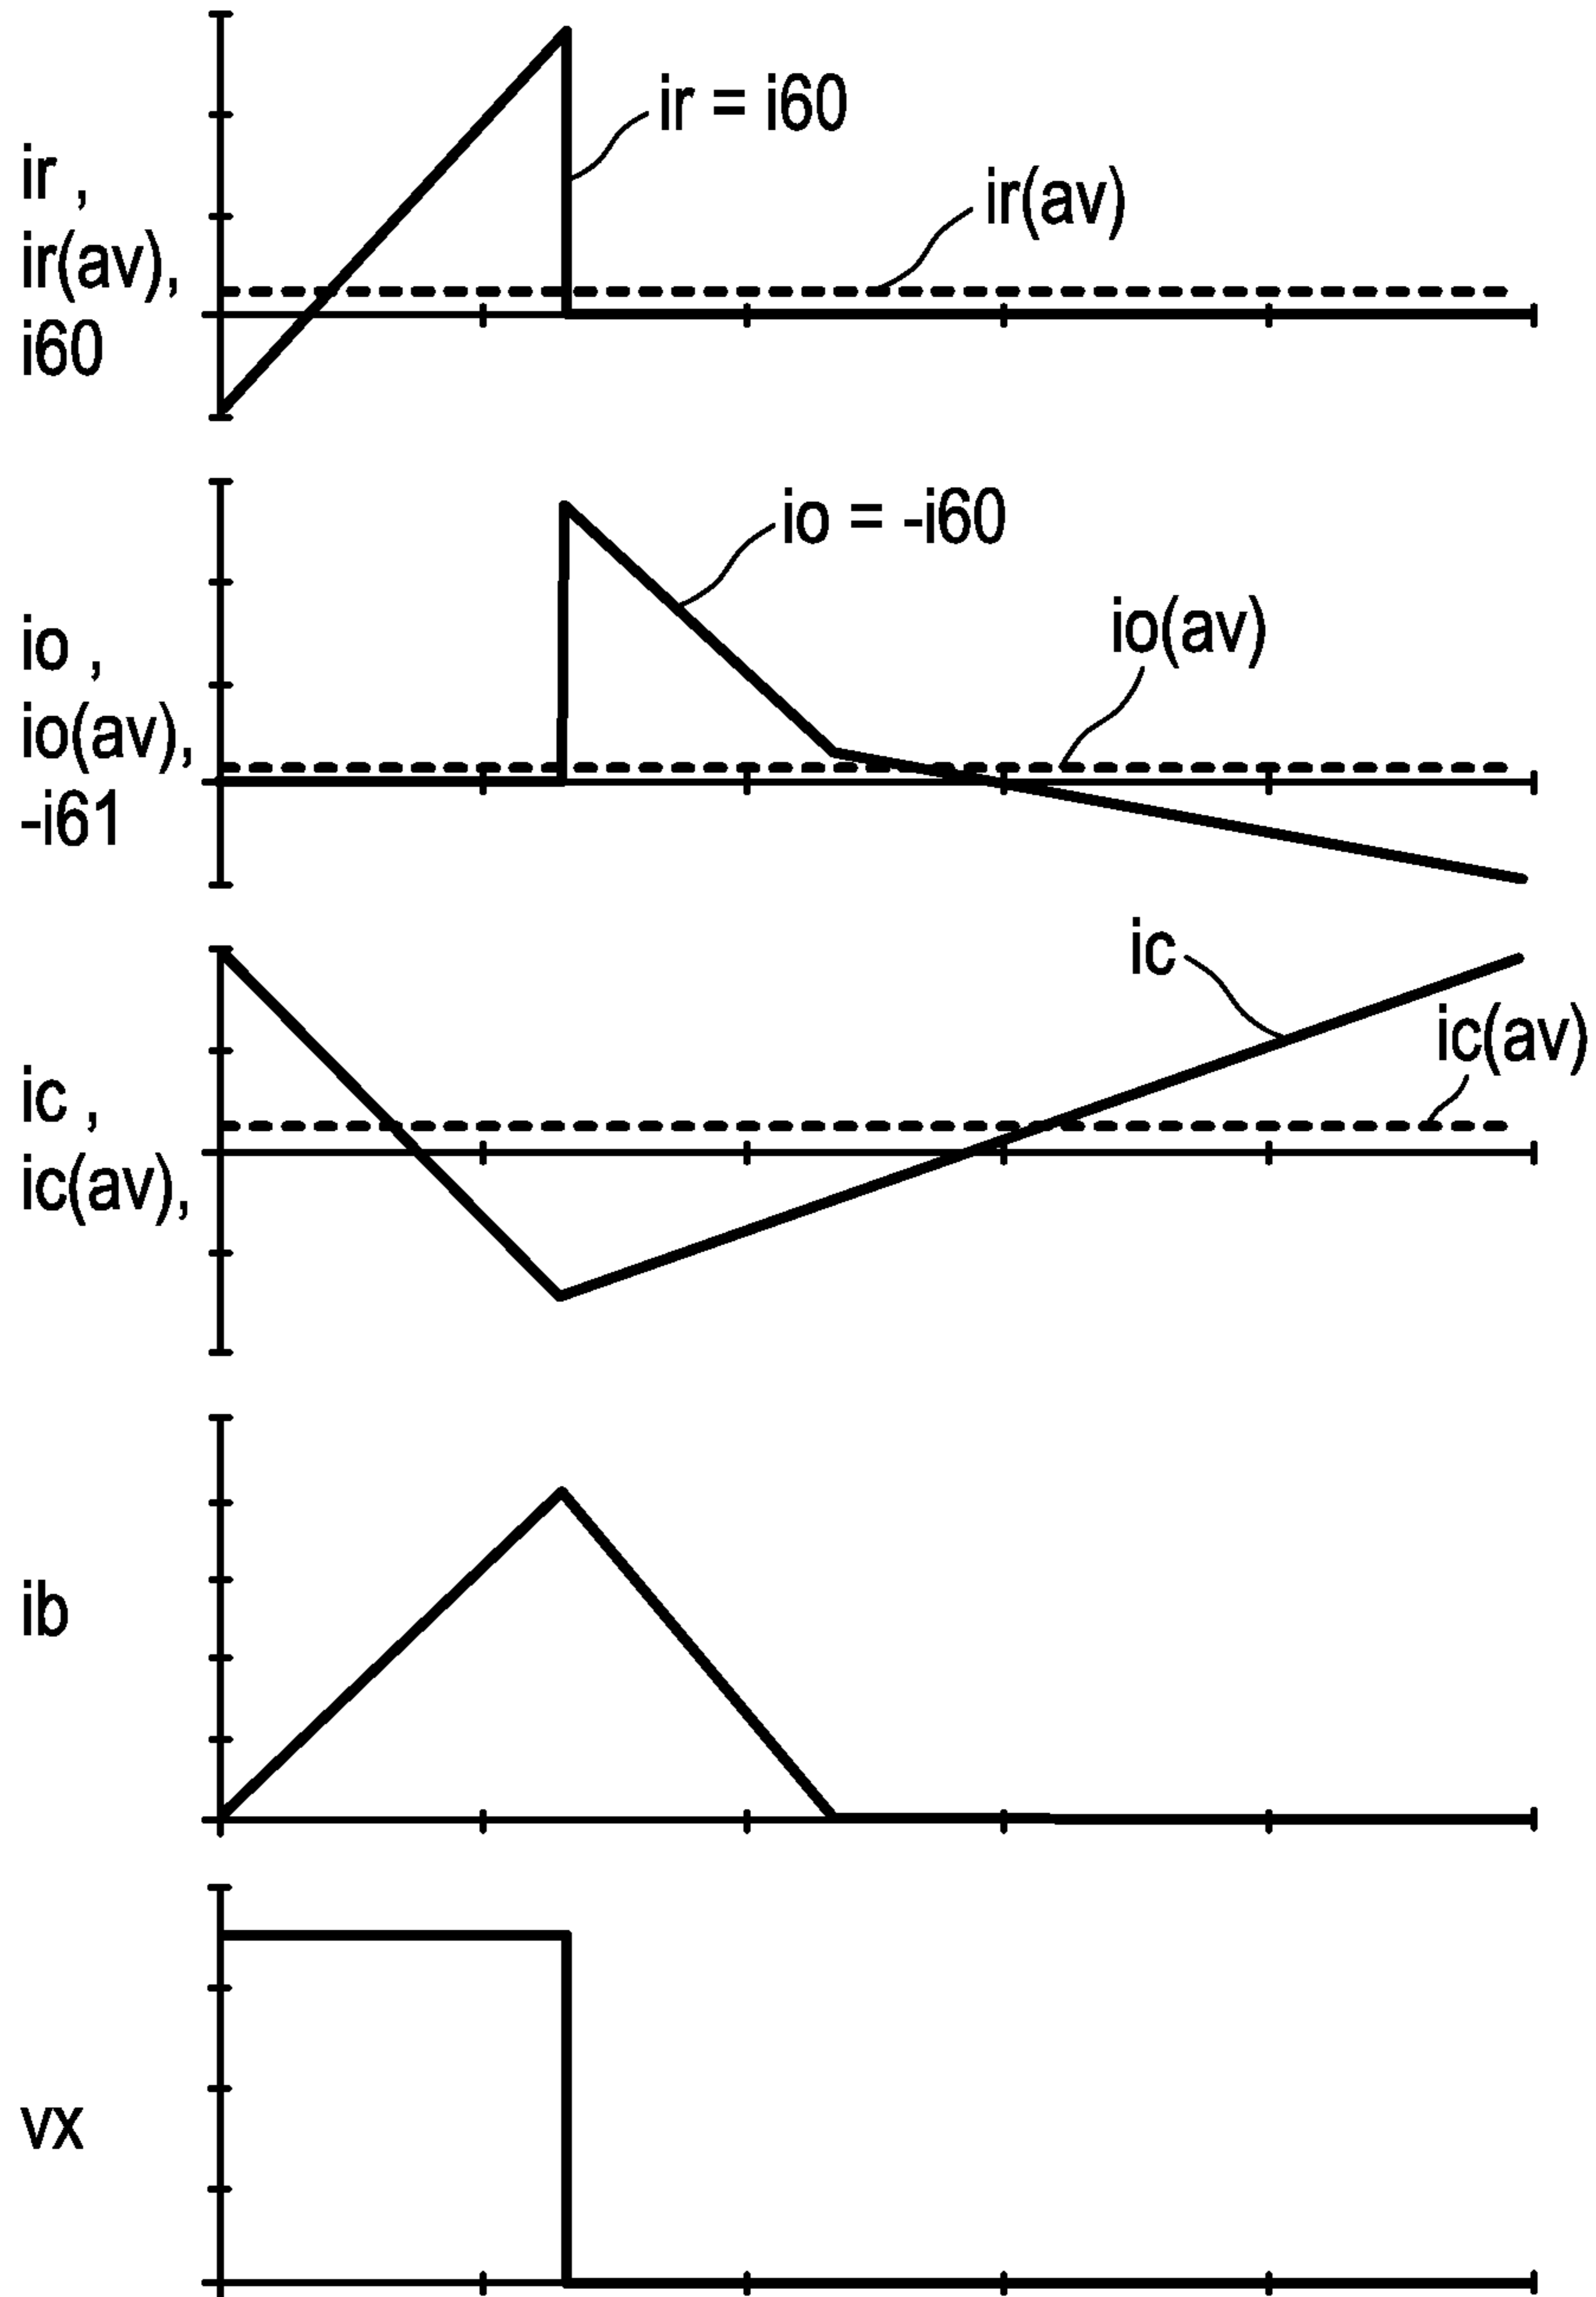 ir = i60
ir(av)
ir ,
ir(av),
i60
io = -i60
io(av)
io ,
io(av),
-i61
ic
ic(av)
ic ,
ic(av),
ib
vx